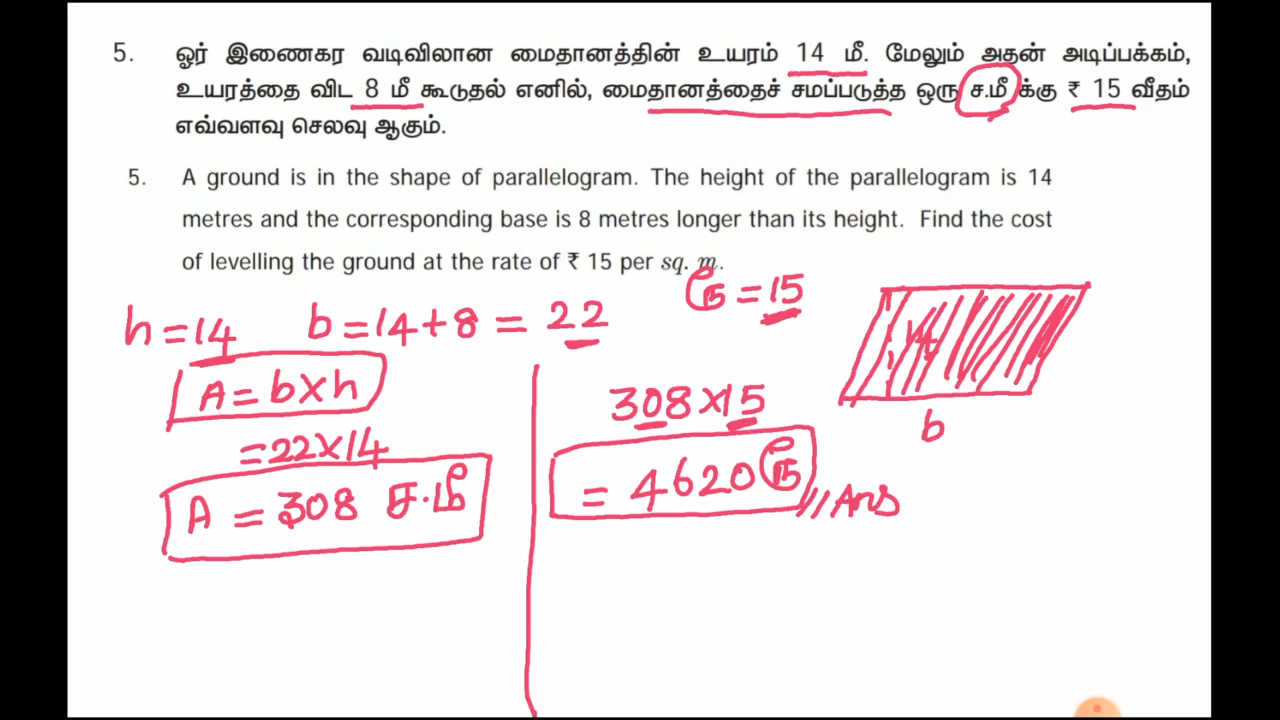 5. ஓர் இணைகர வடிவிலான மைதானத்தின் உயரம் 14 மீ. மேலும் அதன் அடிப்பக்கம்,
உயரத்தை விட 8 மீ கூடுதல் எனில், மைதானத்தைச் சமப்படுத்த ஒரு ச.மீ க்கு ₹ 15 வீதம்
எவ்வளவு செலவு ஆகும்.
5. A ground is in the shape of parallelogram. The height of the parallelogram is 14
metres and the corresponding base is 8 metres longer than its height. Find the cost
of levelling the ground at the rate of ₹ 15 per sq. m.
h = 14 b = 14 + 8 = 22 ரூ = 15
A = b × h
= 22 × 14
A = 308 ச.மீ
308 × 15
= 4620 ரூ // Ans
b